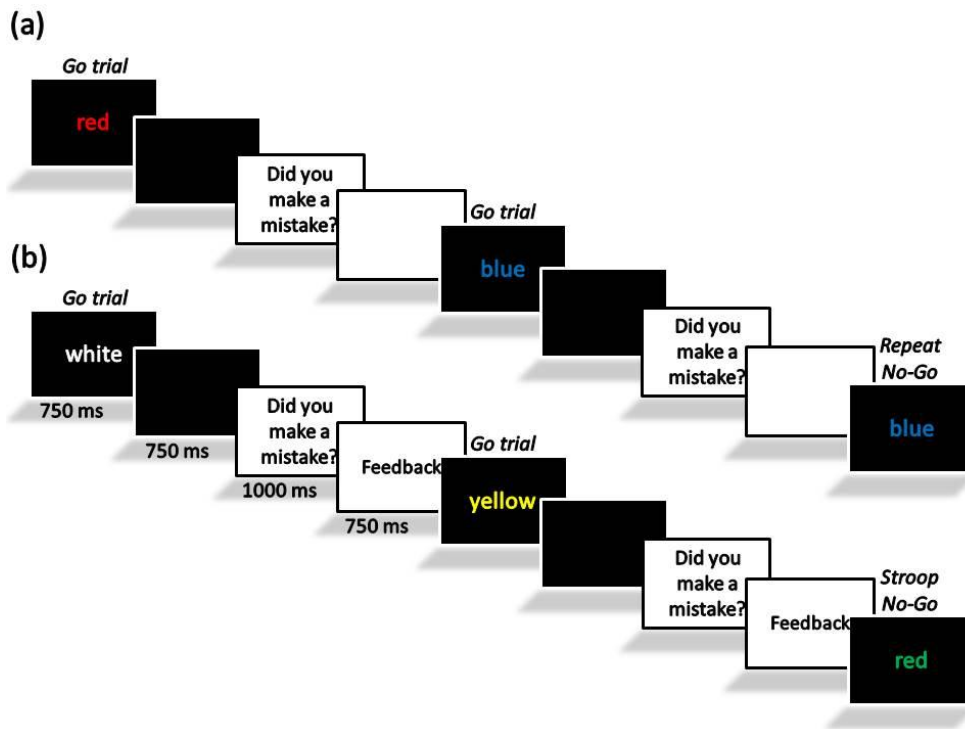 (a)
Go trial
red
Did you
make a
mistake?
Go trial
blue
Did you
make a
mistake?
Repeat
No-Go
blue
(b)
Go trial
white
750 ms
750 ms
Did you
make a
mistake?
1000 ms
Feedback
750 ms
Go trial
yellow
Did you
make a
mistake?
Feedback
Stroop
No-Go
red